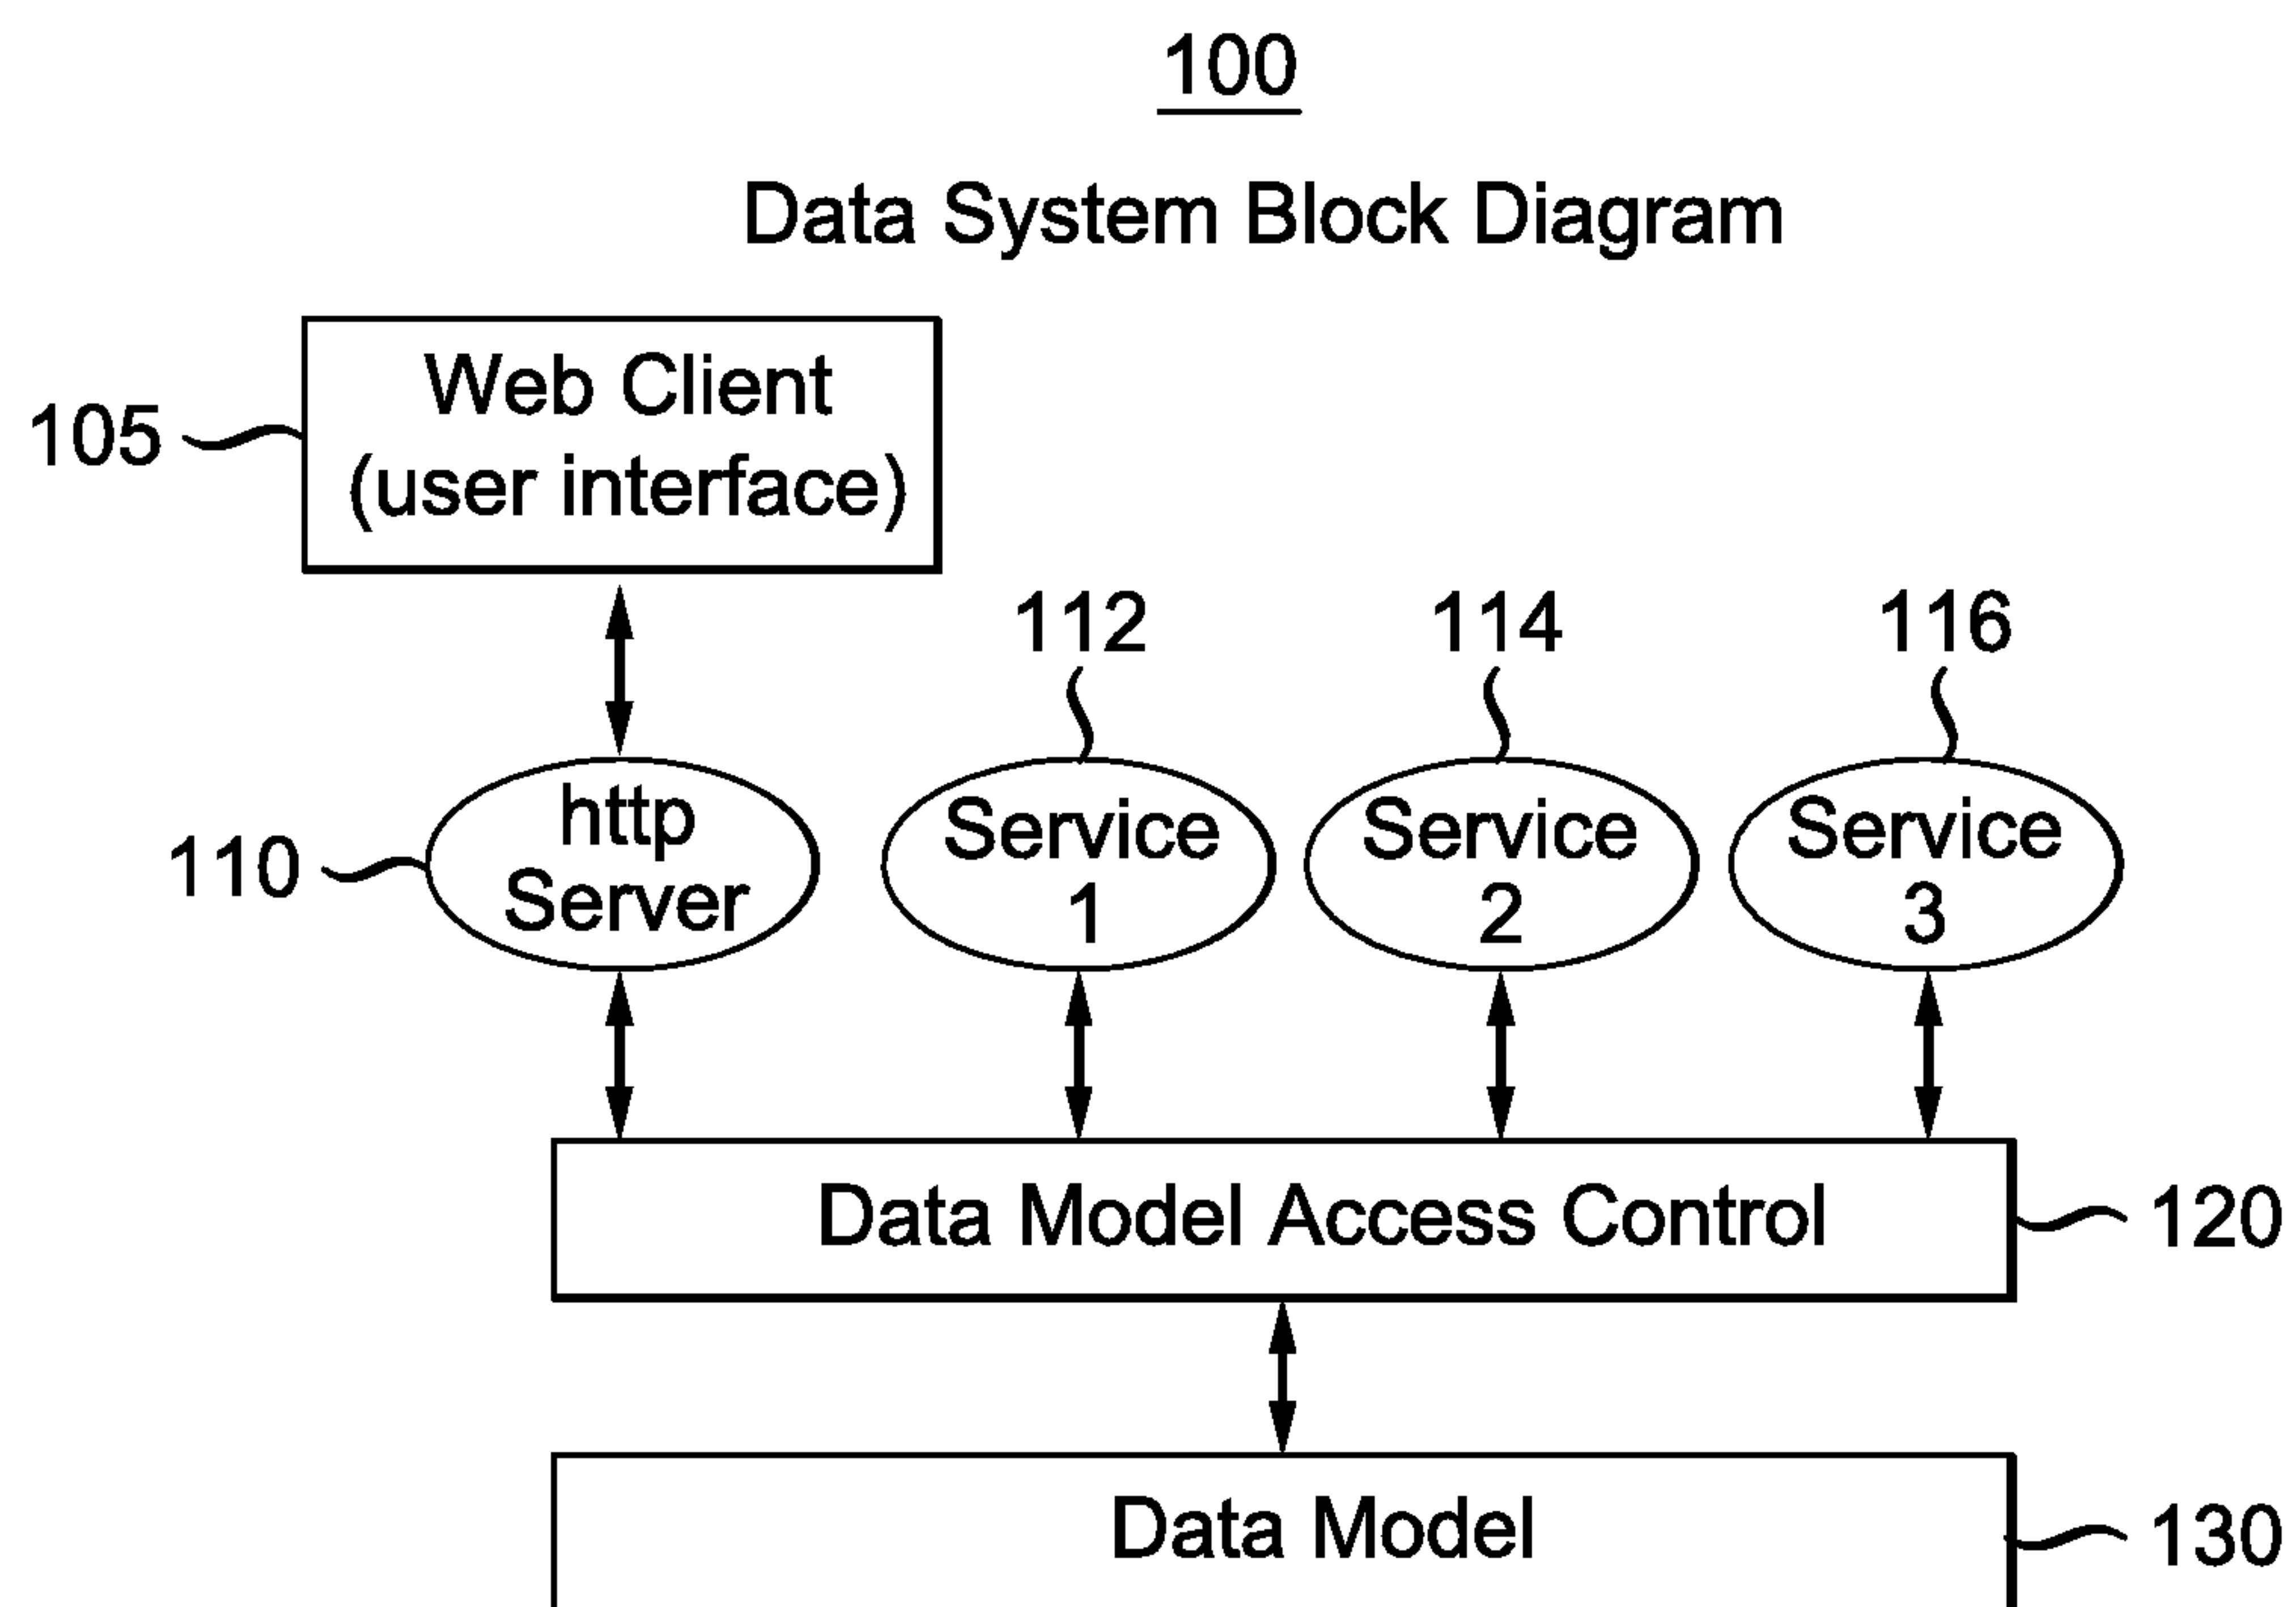 100
Data System Block Diagram
Web Client
(user interface)
105
112
114
116
http
Server
110
Service
1
Service
2
Service
3
Data Model Access Control
120
Data Model
130